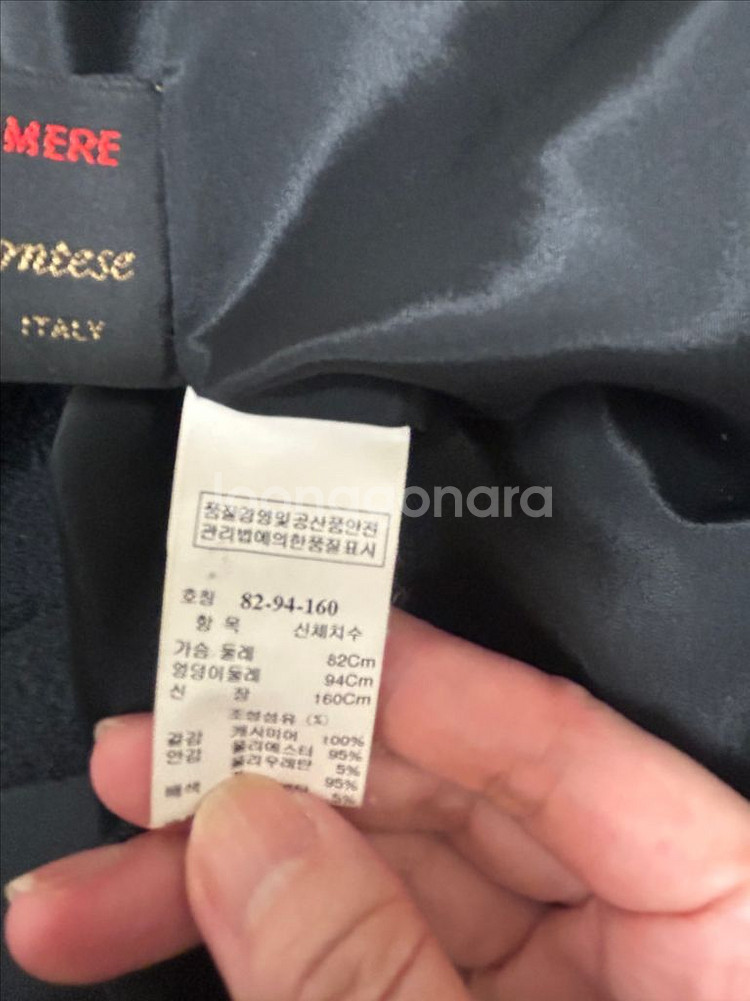 MERE
ITALY
joonggonara
품질경영및공산품안전
관리법에의한품질표시
호칭 82-94-160
항 목 신체치수
가슴 둘레 82Cm
엉덩이둘레 94Cm
신 장 160Cm
조성섬유 (%)
겉감 캐시미어 100%
안감 폴리에스터 95%
폴리우레탄 5%
배색 95%
5%